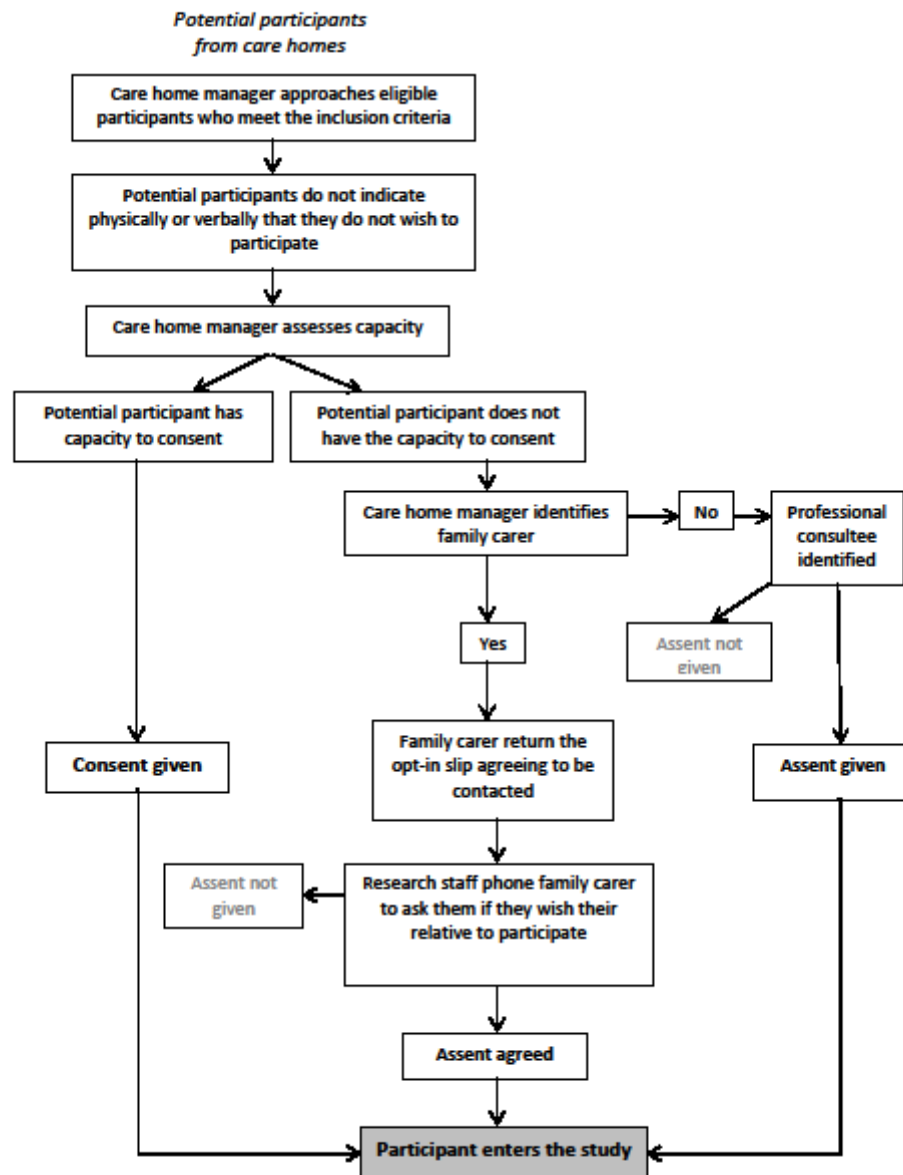 Potential participants
from care homes
Care home manager approaches eligible
participants who meet the inclusion criteria
Potential participants do not indicate
physically or verbally that they do not wish to
participate
Care home manager assesses capacity
Potential participant has
capacity to consent
Potential participant does not
have the capacity to consent
Care home manager identifies
family carer
No
Professional
consultee
identified
Yes
Assent not
given
Family carer return the
opt-in slip agreeing to be
contacted
Consent given
Assent given
Assent not
given
Research staff phone family carer
to ask them if they wish their
relative to participate
Assent agreed
Participant enters the study